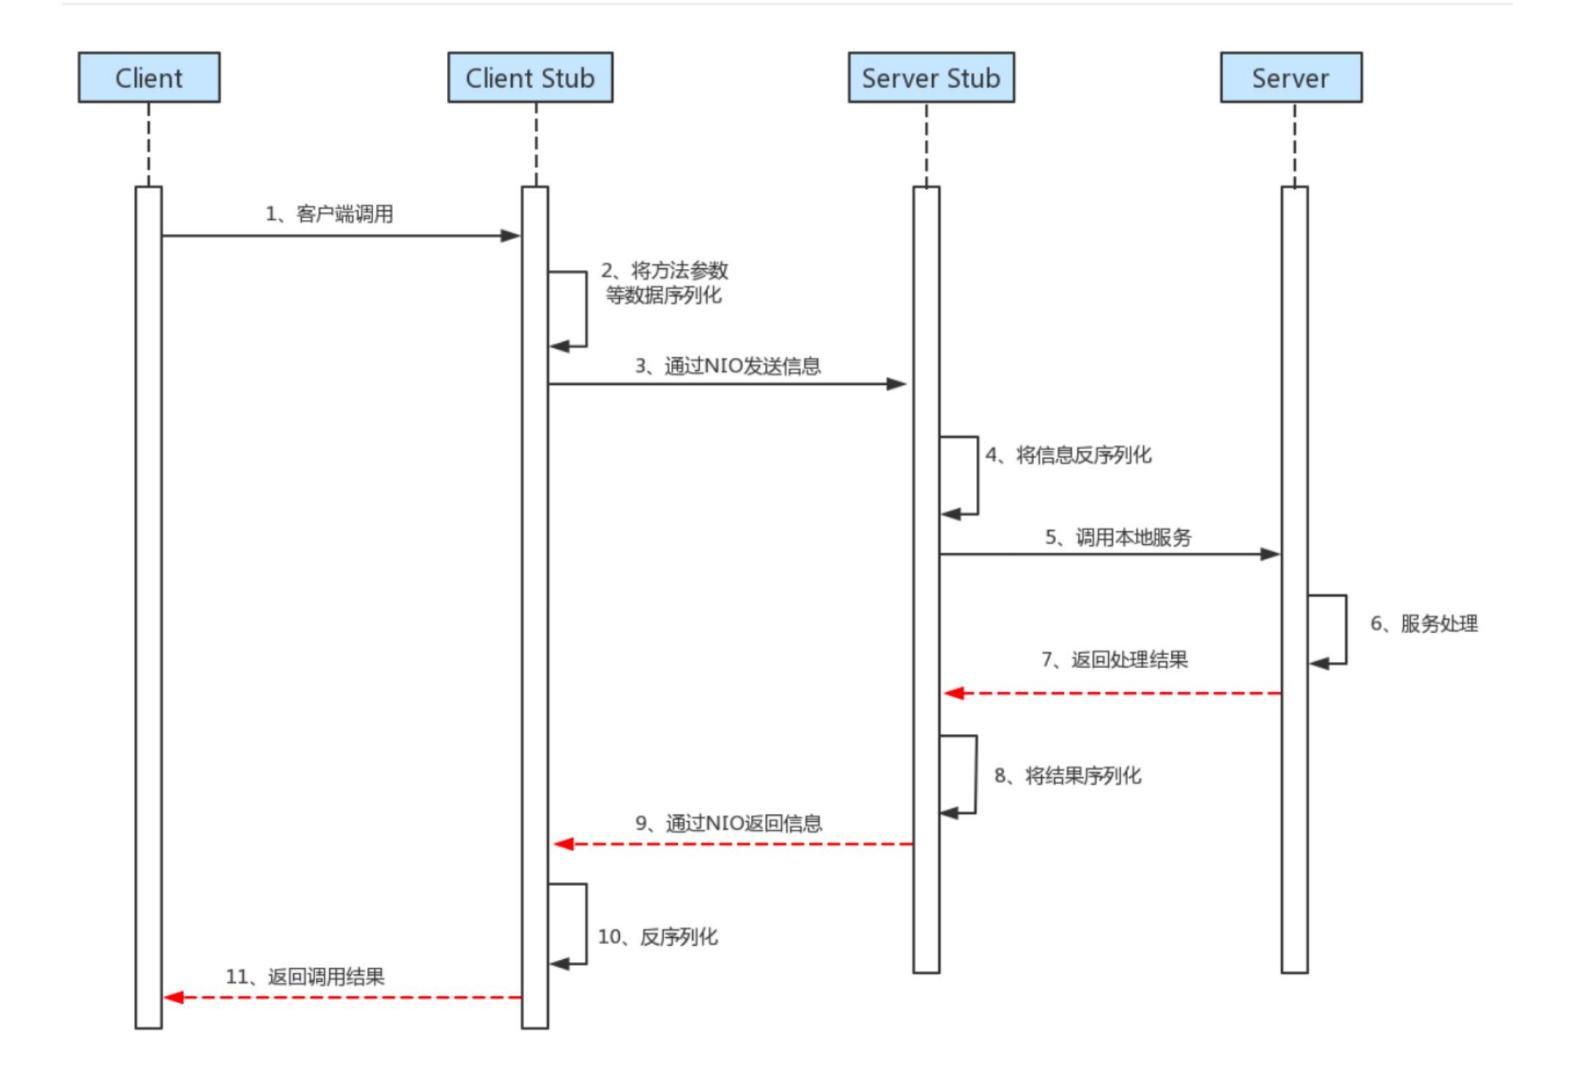 Client
Client Stub
Server Stub
Server
1、客户端调用
2、将方法参数
等数据序列化
3、通过NIO发送信息
4、将信息反序列化
5、调用本地服务
6、服务处理
7、返回处理结果
8、将结果序列化
9、通过NIO返回信息
10、反序列化
11、返回调用结果